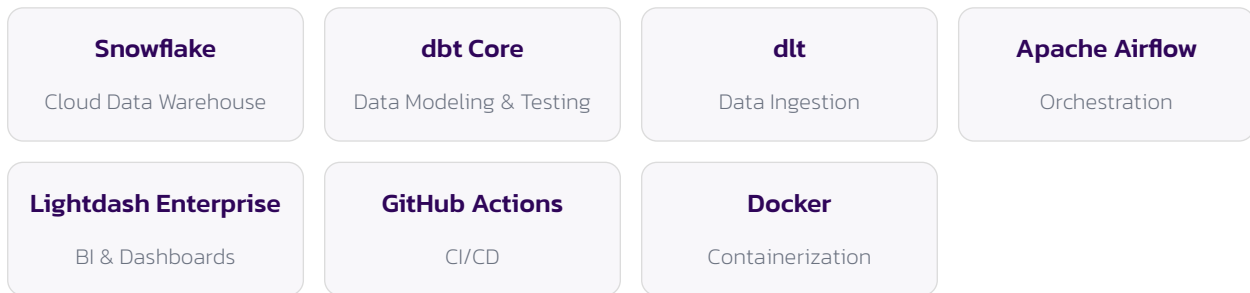 Snowflake
Cloud Data Warehouse
dbt Core
Data Modeling & Testing
dlt
Data Ingestion
Apache Airflow
Orchestration
Lightdash Enterprise
BI & Dashboards
GitHub Actions
CI/CD
Docker
Containerization